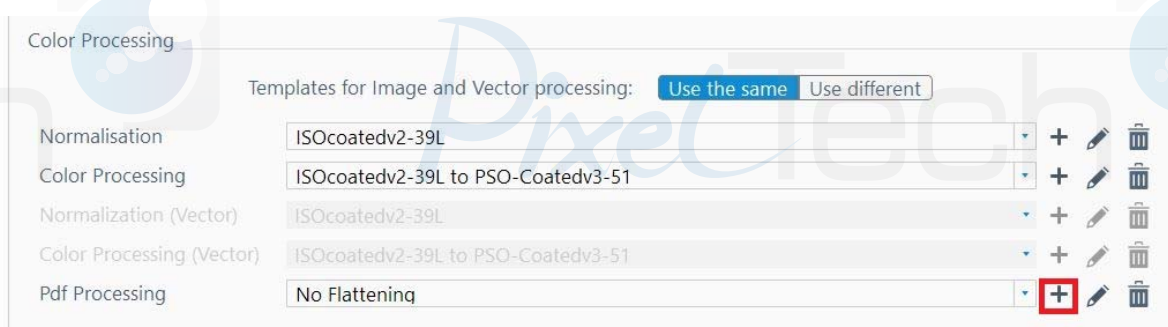 Color Processing
PixelTech
Templates for Image and Vector processing: Use the same Use different
Normalisation ISOcoatedv2-39L
Color Processing ISOcoatedv2-39L to PSO-Coatedv3-51
Normalization (Vector) ISOcoatedv2-39L
Color Processing (Vector) ISOcoatedv2-39L to PSO-Coatedv3-51
Pdf Processing No Flattening